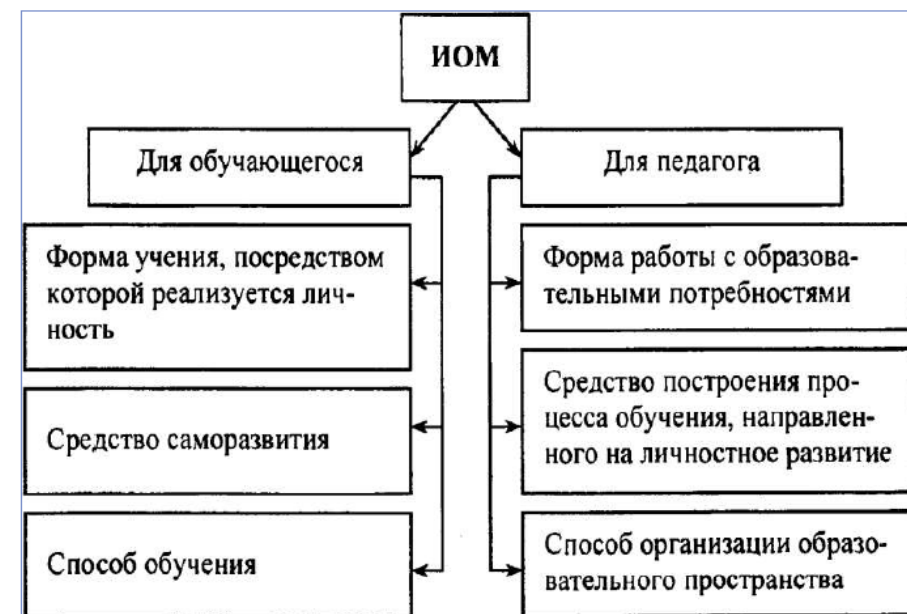 ИОМ
Для обучающегося
Для педагога
Форма учения, посредством
которой реализуется лич-
ность
Средство саморазвития
Способ обучения
Форма работы с образова-
тельными потребностями
Средство построения про-
цесса обучения, направлен-
ного на личностное развитие
Способ организации образо-
вательного пространства